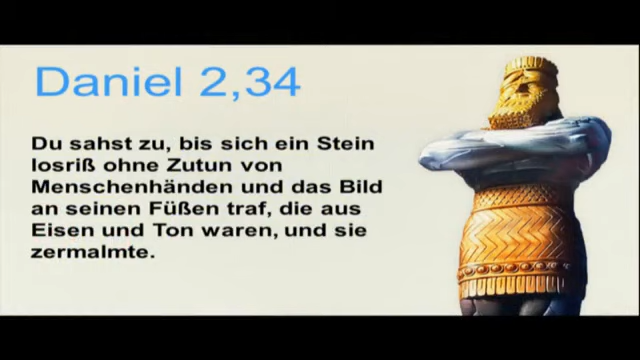 Daniel 2,34
Du sahst zu, bis sich ein Stein
losriß ohne Zutun von
Menschenhänden und das Bild
an seinen Füßen traf, die aus
Eisen und Ton waren, und sie
zermalmte.